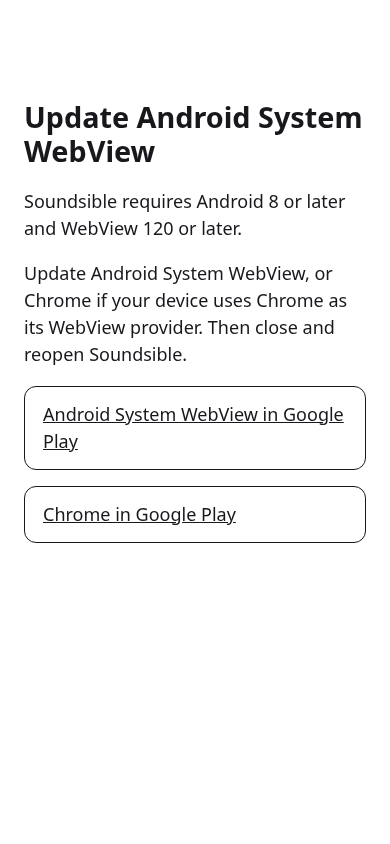 Update Android System
WebView
Soundsible requires Android 8 or later
and WebView 120 or later.
Update Android System WebView, or
Chrome if your device uses Chrome as
its WebView provider. Then close and
reopen Soundsible.
Android System WebView in Google
Play
Chrome in Google Play